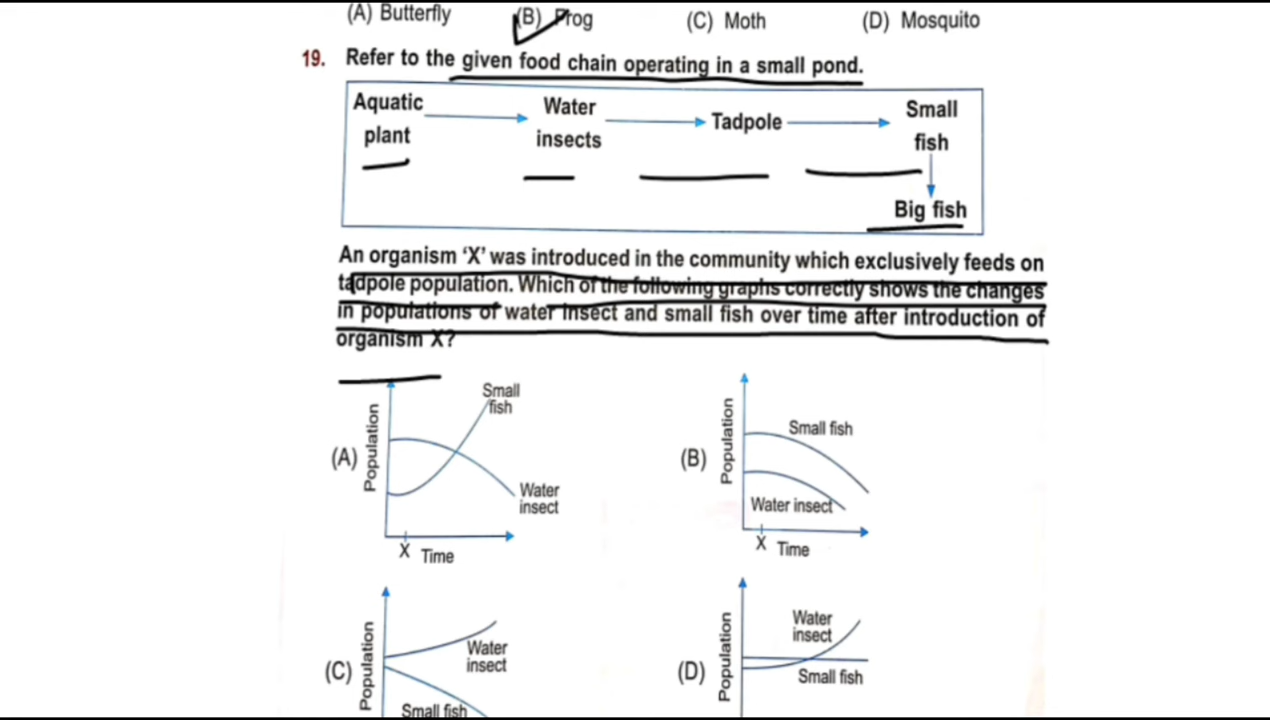 (A) Butterfly (B) Frog (C) Moth (D) Mosquito
19. Refer to the given food chain operating in a small pond.
Aquatic plant → Water insects → Tadpole → Small fish
↓
Big fish
An organism ‘X’ was introduced in the community which exclusively feeds on
tadpole population. Which of the following graphs correctly shows the changes
in populations of water insect and small fish over time after introduction of
organism X?
(A) Population
Small
fish
Water
insect
X Time
(B) Population
Small fish
Water insect
X Time
(C) Population
Water
insect
Small fish
(D) Population
Water
insect
Small fish